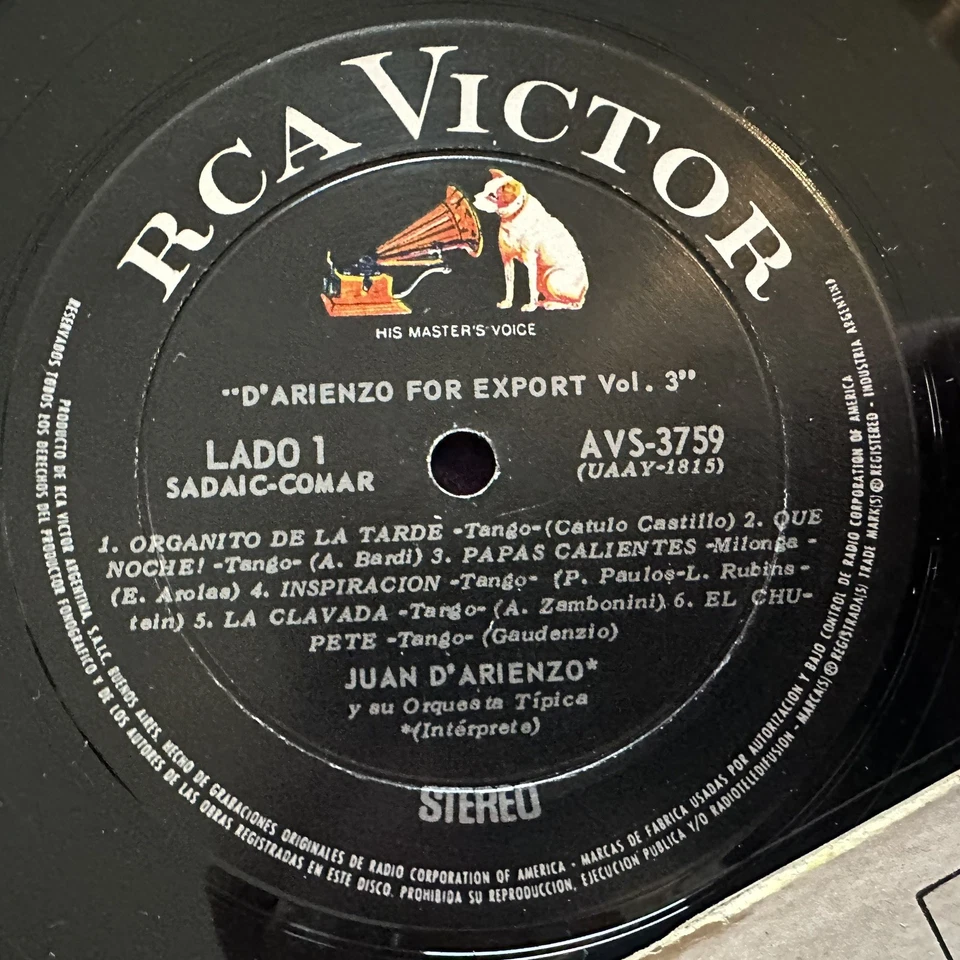 RCA VICTOR
HIS MASTER'S VOICE
"D'ARIENZO FOR EXPORT Vol. 3"
LADO 1
SADAIC-COMAR
AVS-3759
(UAAY-1815)
1. ORGANITO DE LA TARDE -Tango-(Catulo Castillo) 2. QUE
NOCHE! -Tango- (A. Bardi) 3. PAPAS CALIENTES -Milonga -
(E. Arolas) 4. INSPIRACION -Tango- (P. Paulos-L. Rubins-
tein) 5. LA CLAVADA -Tango- (A. Zambonini) 6. EL CHU-
PETE -Tango- (Gaudenzio)
JUAN D'ARIENZO*
y su Orquesta Típica
*(Intérprete)
STEREO
PRODUCTO DE RCA VICTOR ARGENTINA, S.A.I.C. BUENOS AIRES, HECHO DE GRABACIONES ORIGINALES DE RADIO CORPORATION OF AMERICA - MARCAS DE FABRICA USADAS POR AUTORIZACION Y BAJO CONTROL DE RADIO CORPORATION OF AMERICA
RESERVADOS TODOS LOS DERECHOS DEL PRODUCTOR FONOGRAFICO Y DE LOS AUTORES DE LAS OBRAS REGISTRADAS EN ESTE DISCO. PROHIBIDA SU REPRODUCCION, EJECUCION PUBLICA Y/O RADIOTELEDIFUSION - MARCA(S) ® REGISTRADA(S) TRADE MARK(S) ® REGISTERED - INDUSTRIA ARGENTINA